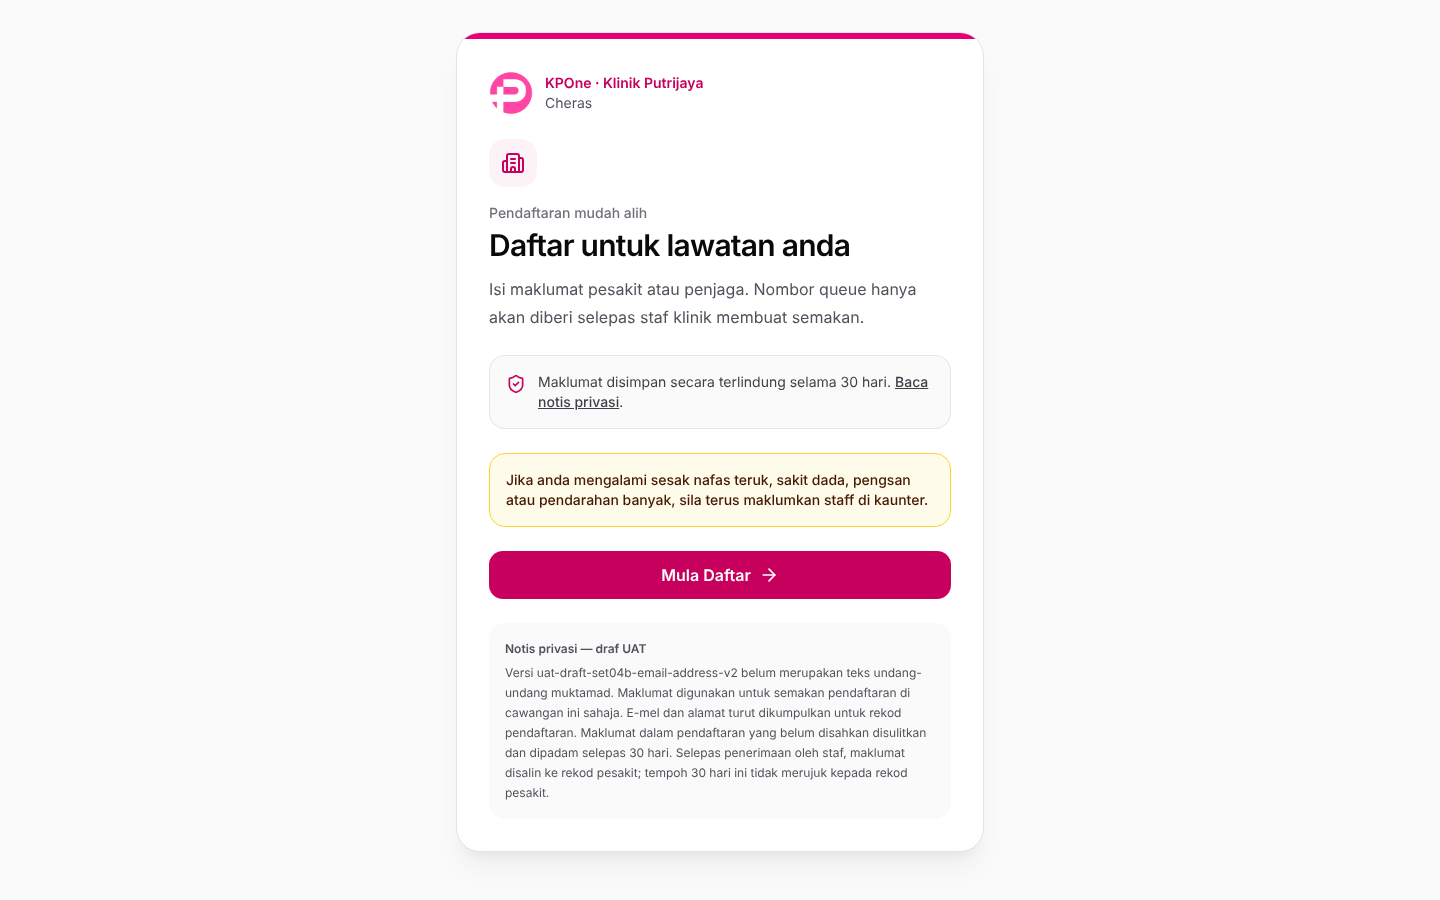 KPOne · Klinik Putrijaya
Cheras
Pendaftaran mudah alih
Daftar untuk lawatan anda
Isi maklumat pesakit atau penjaga. Nombor queue hanya
akan diberi selepas staf klinik membuat semakan.
Maklumat disimpan secara terlindung selama 30 hari. Baca
notis privasi.
Jika anda mengalami sesak nafas teruk, sakit dada, pengsan
atau pendarahan banyak, sila terus maklumkan staff di kaunter.
Mula Daftar →
Notis privasi — draf UAT
Versi uat-draft-set04b-email-address-v2 belum merupakan teks undang-
undang muktamad. Maklumat digunakan untuk semakan pendaftaran di
cawangan ini sahaja. E-mel dan alamat turut dikumpulkan untuk rekod
pendaftaran. Maklumat dalam pendaftaran yang belum disahkan disulitkan
dan dipadam selepas 30 hari. Selepas penerimaan oleh staf, maklumat
disalin ke rekod pesakit; tempoh 30 hari ini tidak merujuk kepada rekod
pesakit.